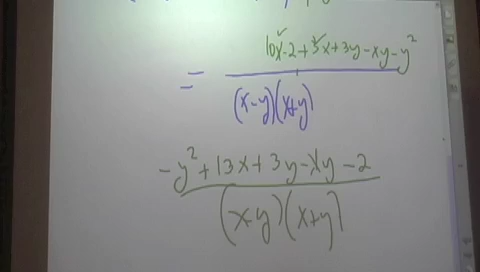 10x-2+3x+3y-xy-y²
=
(x-y)(x+y)
-y²+13x+3y-xy-2
(x-y)(x+y)